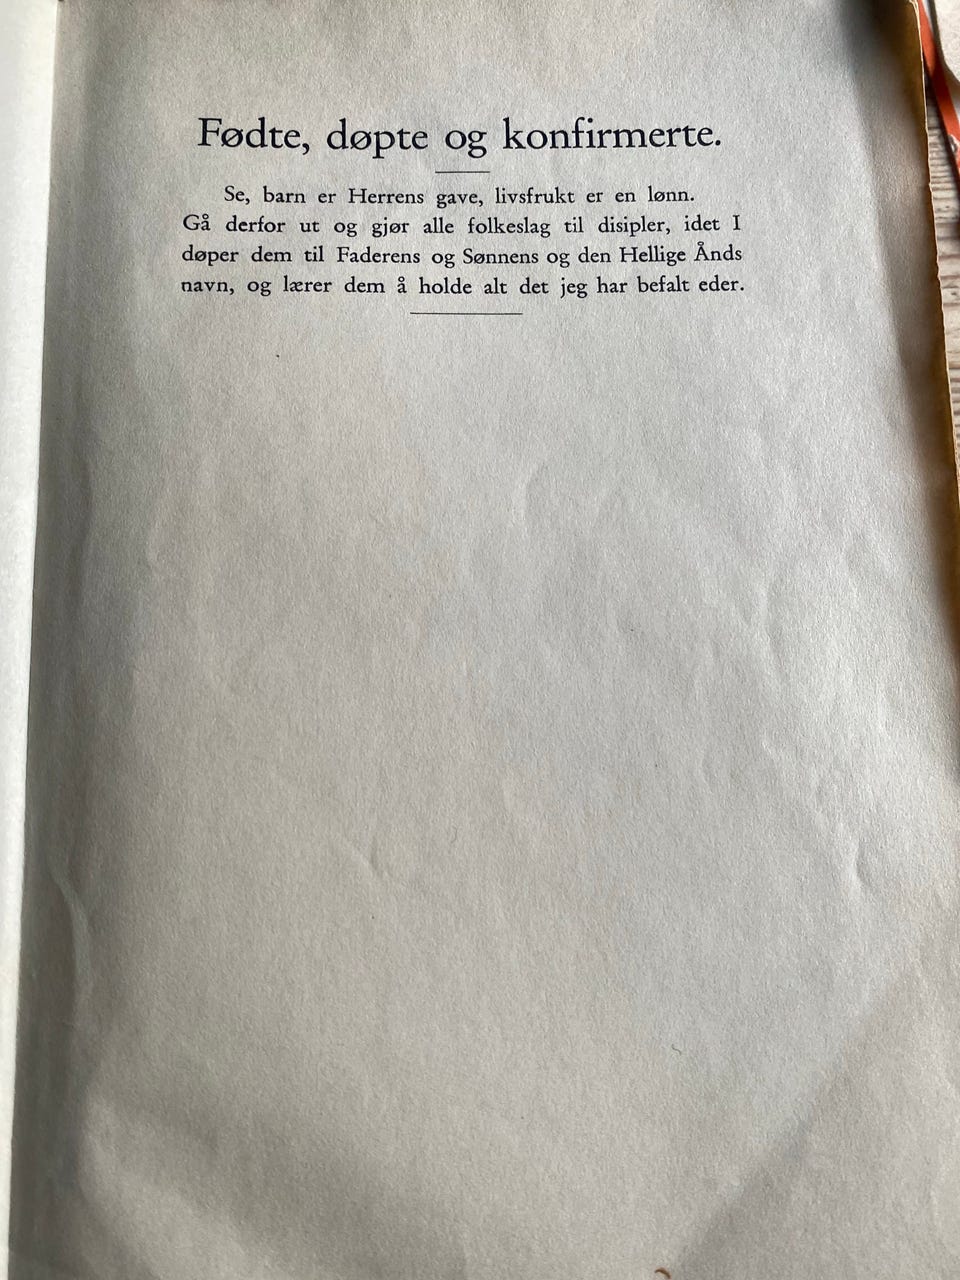 Fødte, døpte og konfirmerte.
Se, barn er Herrens gave, livsfrukt er en lønn.
Gå derfor ut og gjør alle folkeslag til disipler, idet I
døper dem til Faderens og Sønnens og den Hellige Ånds
navn, og lærer dem å holde alt det jeg har befalt eder.